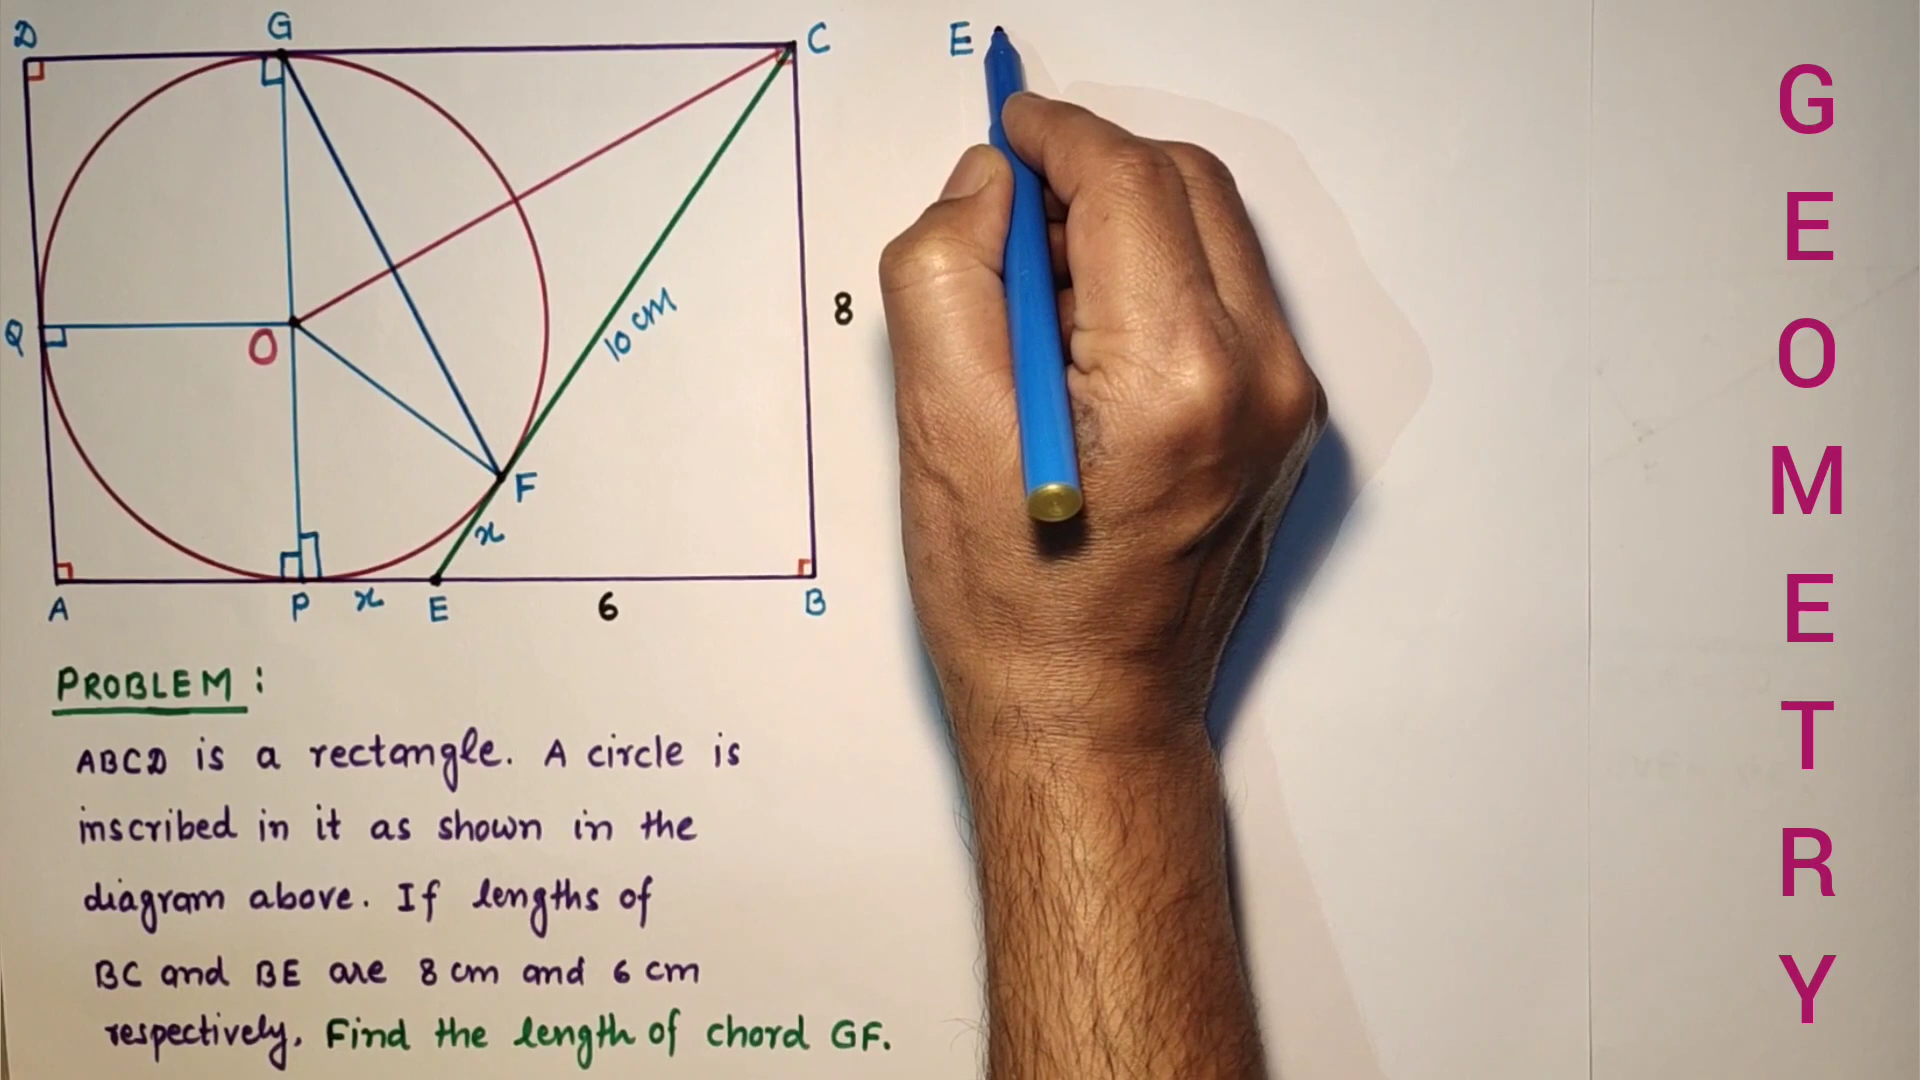 D G C E
10 cm
8
Q O
F
x
A P x E 6 B
PROBLEM :
ABCD is a rectangle. A circle is
inscribed in it as shown in the
diagram above. If lengths of
BC and BE are 8 cm and 6 cm
respectively, Find the length of chord GF.
G
E
O
M
E
T
R
Y